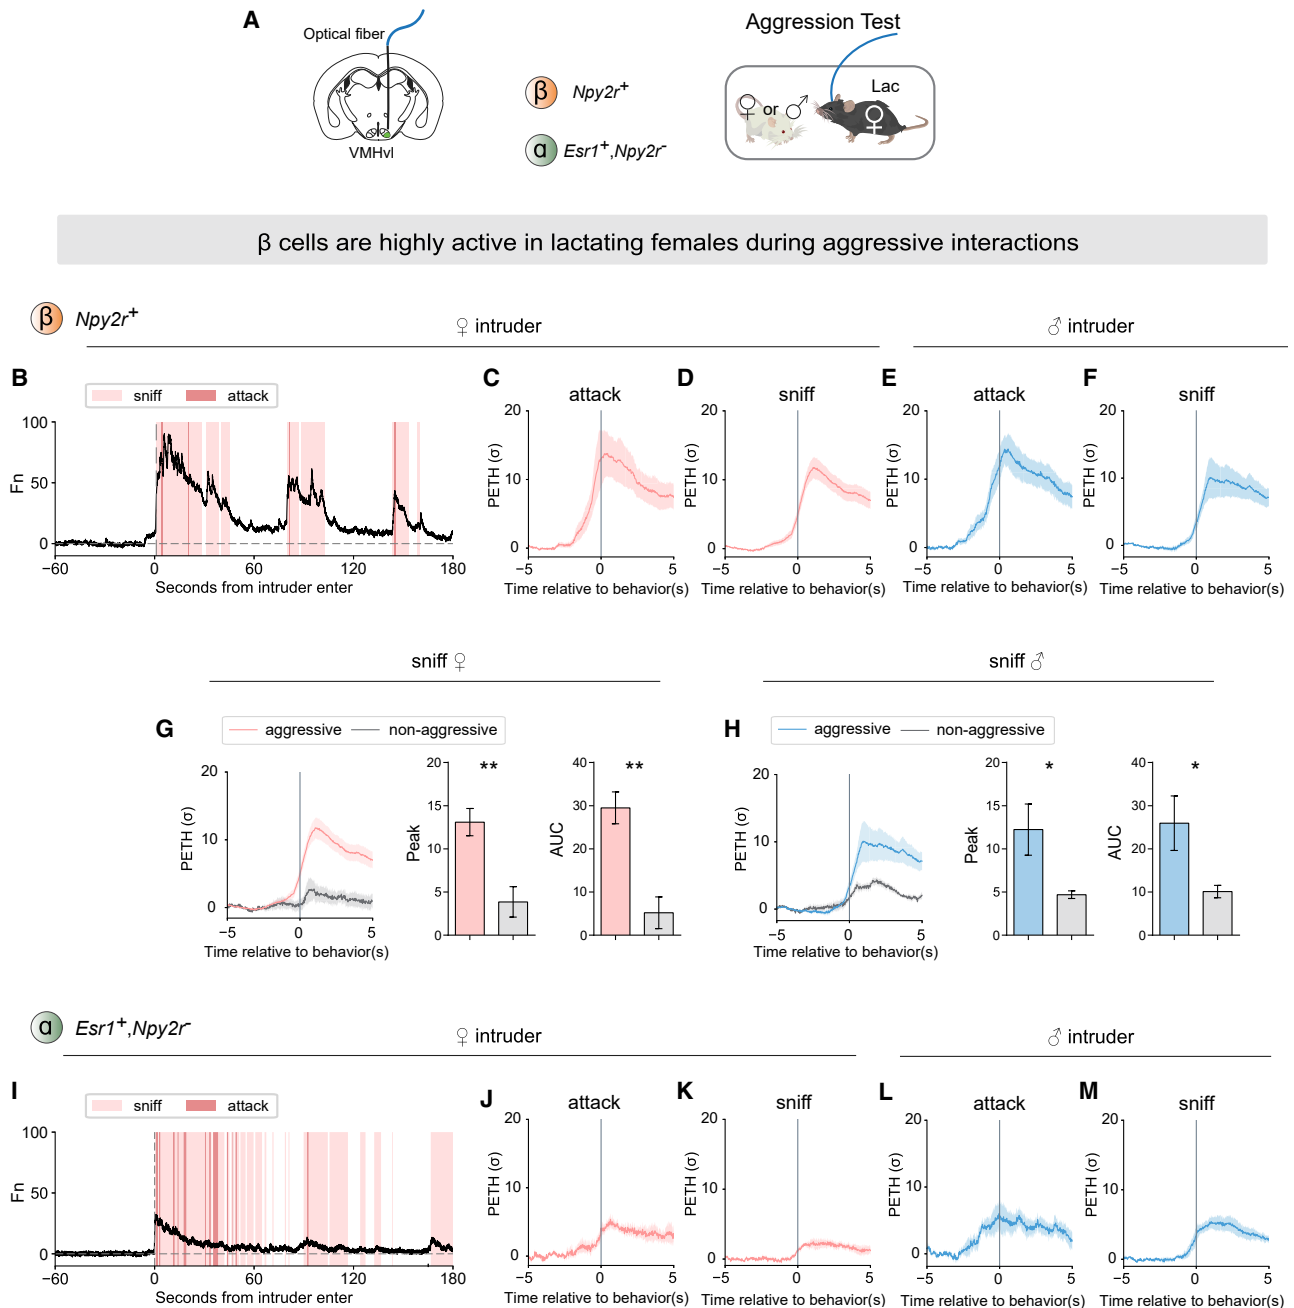 A
Optical fiber
VMHvl
β Npy2r+
α Esr1+,Npy2r-
Aggression Test
♀ or ♂
Lac
♀
β cells are highly active in lactating females during aggressive interactions
β Npy2r+
♀ intruder
♂ intruder
B
sniff attack
100
50
0
Fn
−60 0 60 120 180
Seconds from intruder enter
C
attack
20
10
0
PETH (σ)
−5 0 5
Time relative to behavior(s)
D
sniff
20
10
0
PETH (σ)
−5 0 5
Time relative to behavior(s)
E
attack
20
10
0
PETH (σ)
−5 0 5
Time relative to behavior(s)
F
sniff
20
10
0
PETH (σ)
−5 0 5
Time relative to behavior(s)
sniff ♀
sniff ♂
G
aggressive non-aggressive
20
10
0
PETH (σ)
−5 0 5
Time relative to behavior(s)
20
15
10
5
0
Peak
**
40
30
20
10
0
AUC
**
H
aggressive non-aggressive
20
10
0
PETH (σ)
−5 0 5
Time relative to behavior(s)
20
15
10
5
0
Peak
*
40
30
20
10
0
AUC
*
α Esr1+,Npy2r-
♀ intruder
♂ intruder
I
sniff attack
100
50
0
Fn
−60 0 60 120 180
Seconds from intruder enter
J
attack
20
10
0
PETH (σ)
−5 0 5
Time relative to behavior(s)
K
sniff
20
10
0
PETH (σ)
−5 0 5
Time relative to behavior(s)
L
attack
20
10
0
PETH (σ)
−5 0 5
Time relative to behavior(s)
M
sniff
20
10
0
PETH (σ)
−5 0 5
Time relative to behavior(s)